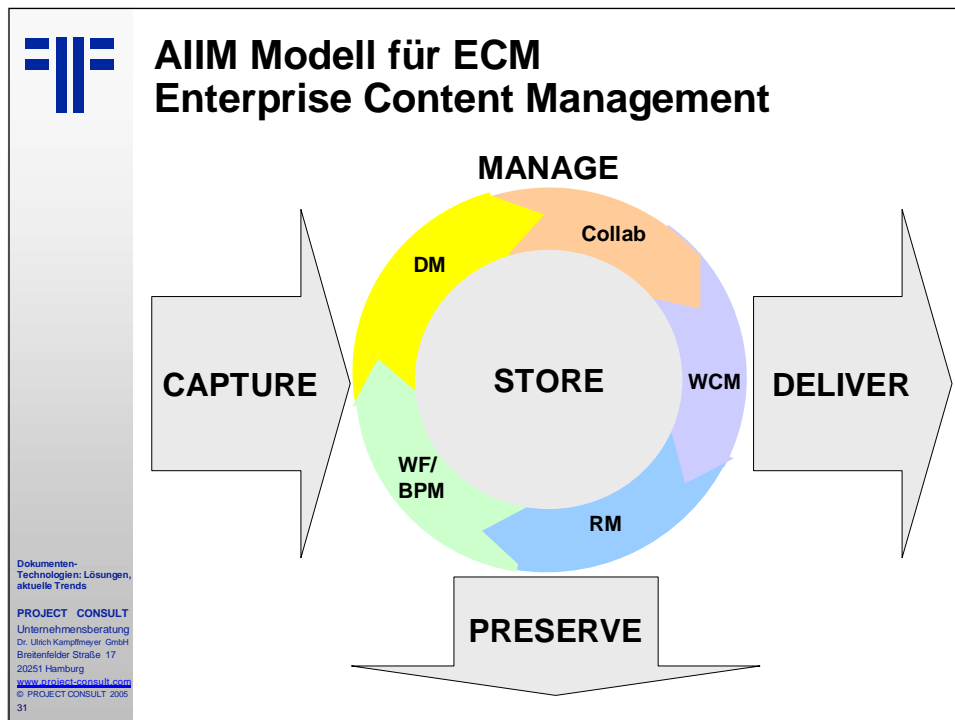 AIIM Modell für ECM
Enterprise Content Management
MANAGE
Collab
DM
CAPTURE
STORE
WCM
DELIVER
WF/
BPM
RM
PRESERVE
Dokumenten-
Technologien: Lösungen,
aktuelle Trends
PROJECT CONSULT
Unternehmensberatung
Dr. Ulrich Kampffmeyer GmbH
Breitenfelder Straße 17
20251 Hamburg
www.project-consult.com
© PROJECT CONSULT 2005
31